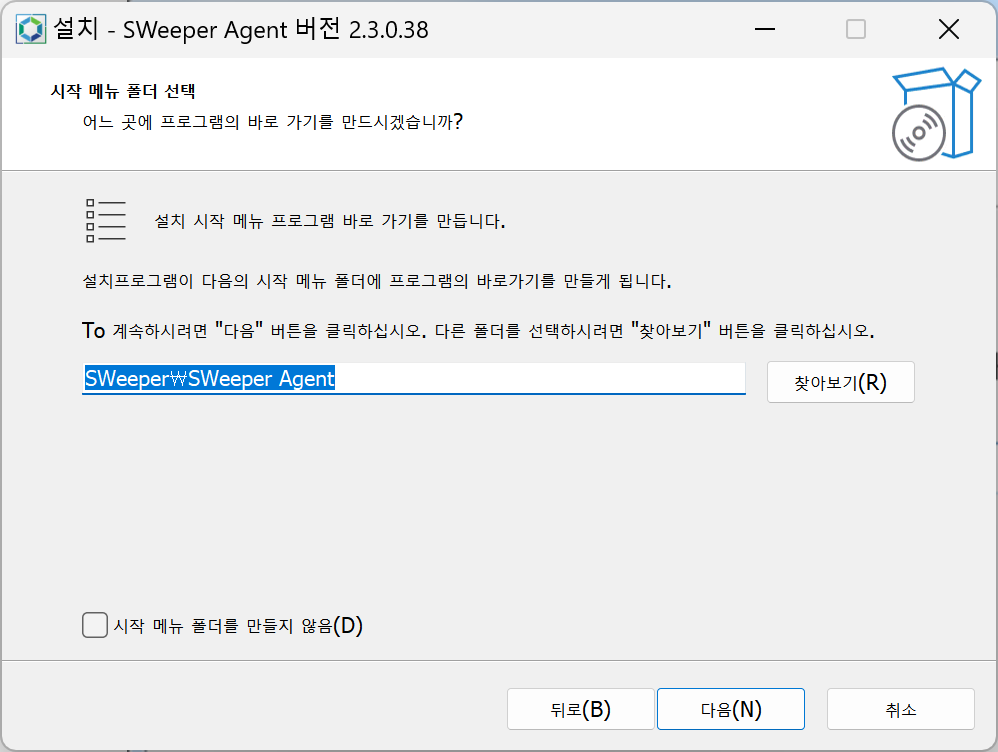 설치 - SWeeper Agent 버전 2.3.0.38
시작 메뉴 폴더 선택
어느 곳에 프로그램의 바로 가기를 만드시겠습니까?
설치 시작 메뉴 프로그램 바로 가기를 만듭니다.
설치프로그램이 다음의 시작 메뉴 폴더에 프로그램의 바로가기를 만들게 됩니다.
To 계속하시려면 "다음" 버튼을 클릭하십시오. 다른 폴더를 선택하시려면 "찾아보기" 버튼을 클릭하십시오.
SWeeper₩SWeeper Agent
찾아보기(R)
시작 메뉴 폴더를 만들지 않음(D)
뒤로(B)
다음(N)
취소